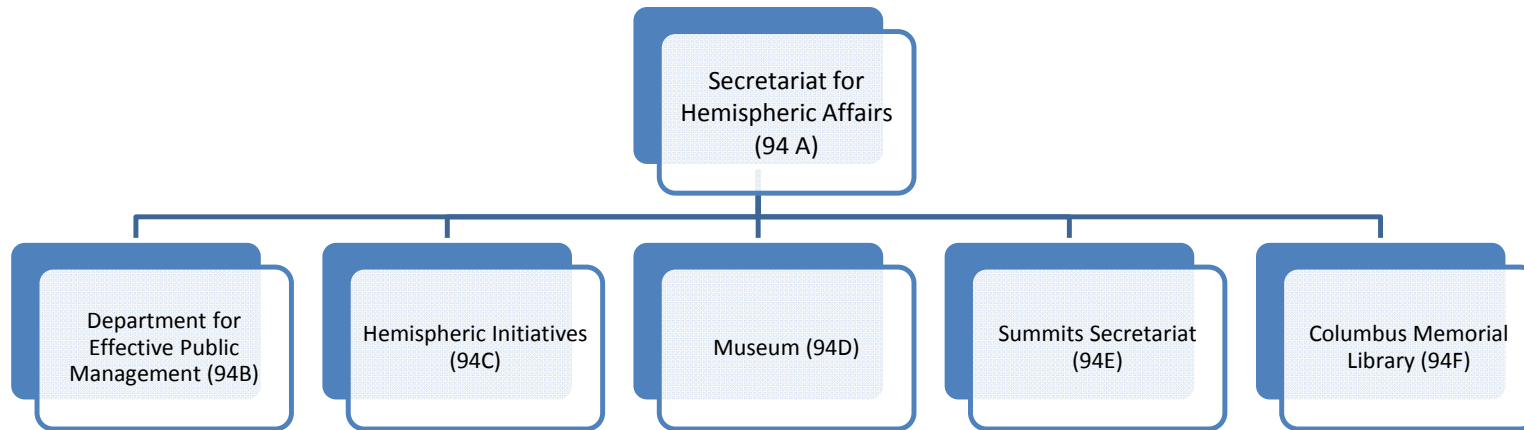 Secretariat for
Hemispheric Affairs
(94 A)
Department for
Effective Public
Management (94B)
Hemispheric Initiatives
(94C)
Museum (94D)
Summits Secretariat
(94E)
Columbus Memorial
Library (94F)